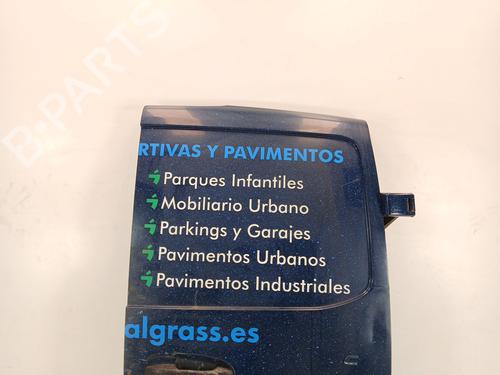 B-PARTS
RTIVAS Y PAVIMENTOS
Parques Infantiles
Mobiliario Urbano
Parkings y Garajes
Pavimentos Urbanos
Pavimentos Industriales
algrass.es